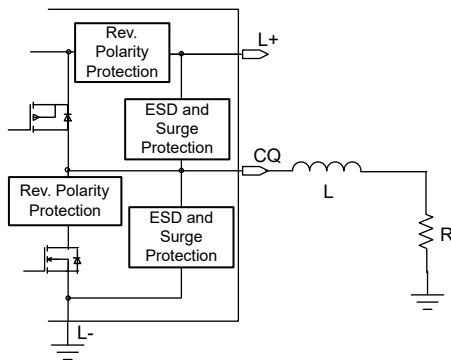 Rev.
Polarity
Protection
L+
ESD and
Surge
Protection
CQ
L
Rev. Polarity
Protection
ESD and
Surge
Protection
R
L-